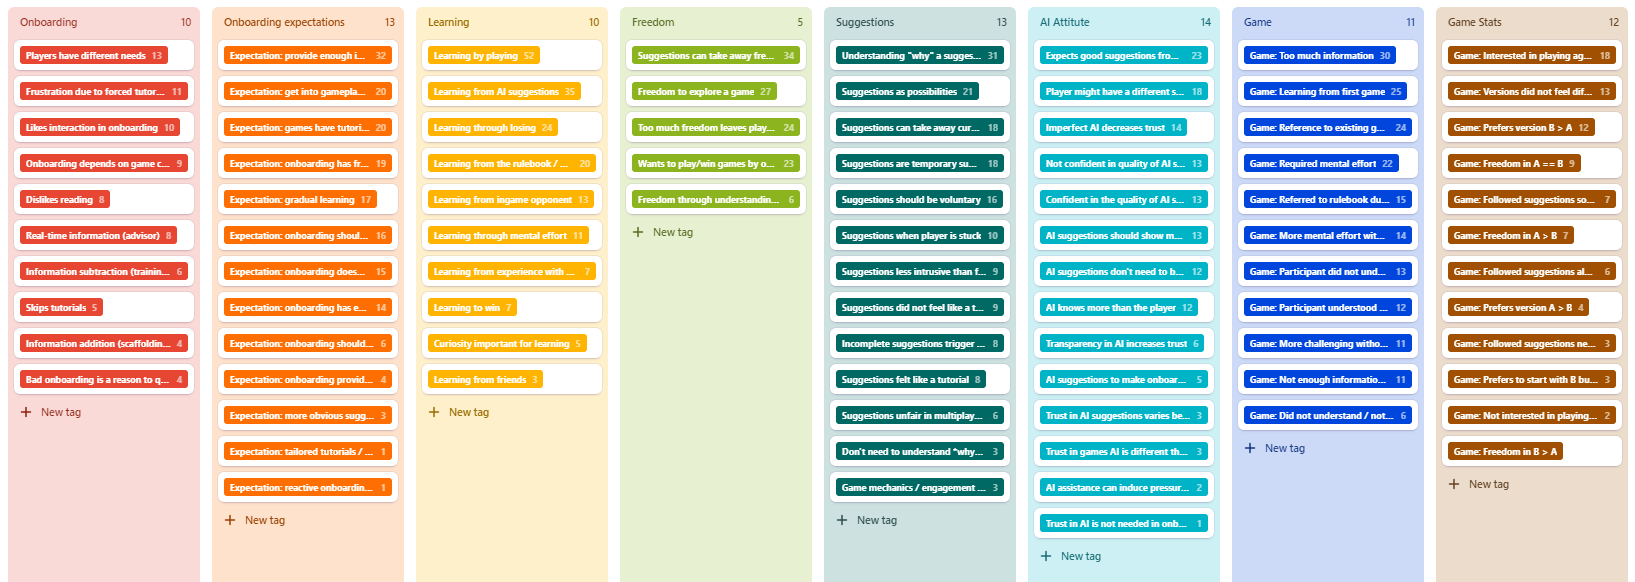 Onboarding 10
Players have different needs 13
Frustration due to forced tutor... 11
Likes interaction in onboarding 10
Onboarding depends on game c... 9
Dislikes reading 8
Real-time information (advisor) 8
Information subtraction (trainin... 6
Skips tutorials 5
Information addition (scaffoldin... 4
Bad onboarding is a reason to q... 4
+ New tag
Onboarding expectations 13
Expectation: provide enough i... 32
Expectation: get into gamepla... 20
Expectation: games have tutori... 20
Expectation: onboarding has fr... 19
Expectation: gradual learning 17
Expectation: onboarding shoul... 16
Expectation: onboarding does... 15
Expectation: onboarding has e... 14
Expectation: onboarding should... 6
Expectation: onboarding provid... 4
Expectation: more obvious sugg... 3
Expectation: tailored tutorials / ... 1
Expectation: reactive onboardin... 1
+ New tag
Learning 10
Learning by playing 52
Learning from AI suggestions 35
Learning through losing 24
Learning from the rulebook / ... 20
Learning from ingame opponent 13
Learning through mental effort 11
Learning from experience with ... 7
Learning to win 7
Curiosity important for learning 5
Learning from friends 3
+ New tag
Freedom 5
Suggestions can take away fre... 34
Freedom to explore a game 27
Too much freedom leaves play... 24
Wants to play/win games by o... 23
Freedom through understandin... 6
+ New tag
Suggestions 13
Understanding "why" a sugges... 31
Suggestions as possibilities 21
Suggestions can take away cur... 18
Suggestions are temporary su... 18
Suggestions should be voluntary 16
Suggestions when player is stuck 10
Suggestions less intrusive than f... 9
Suggestions did not feel like a t... 9
Incomplete suggestions trigger ... 8
Suggestions felt like a tutorial 8
Suggestions unfair in multiplay... 6
Don't need to understand "why... 3
Game mechanics / engagement ... 3
+ New tag
AI Attitute 14
Expects good suggestions fro... 23
Player might have a different s... 18
Imperfect AI decreases trust 14
Not confident in quality of AI s... 13
Confident in the quality of AI s... 13
AI suggestions should show m... 13
AI suggestions don't need to b... 12
AI knows more than the player 12
Transparency in AI increases trust 6
AI suggestions to make onboar... 5
Trust in AI suggestions varies be... 3
Trust in games AI is different th... 3
AI assistance can induce pressur... 2
Trust in AI is not needed in onb... 1
+ New tag
Game 11
Game: Too much information 30
Game: Learning from first game 25
Game: Reference to existing g... 24
Game: Required mental effort 22
Game: Referred to rulebook du... 15
Game: More mental effort wit... 14
Game: Participant did not und... 13
Game: Participant understood ... 12
Game: More challenging witho... 11
Game: Not enough informatio... 11
Game: Did not understand / not... 6
+ New tag
Game Stats 12
Game: Interested in playing ag... 18
Game: Versions did not feel dif... 13
Game: Prefers version B > A 12
Game: Freedom in A == B 9
Game: Followed suggestions so... 7
Game: Freedom in A > B 7
Game: Followed suggestions al... 6
Game: Prefers version A > B 4
Game: Followed suggestions ne... 3
Game: Prefers to start with B bu... 3
Game: Not interested in playing... 2
Game: Freedom in B > A
+ New tag